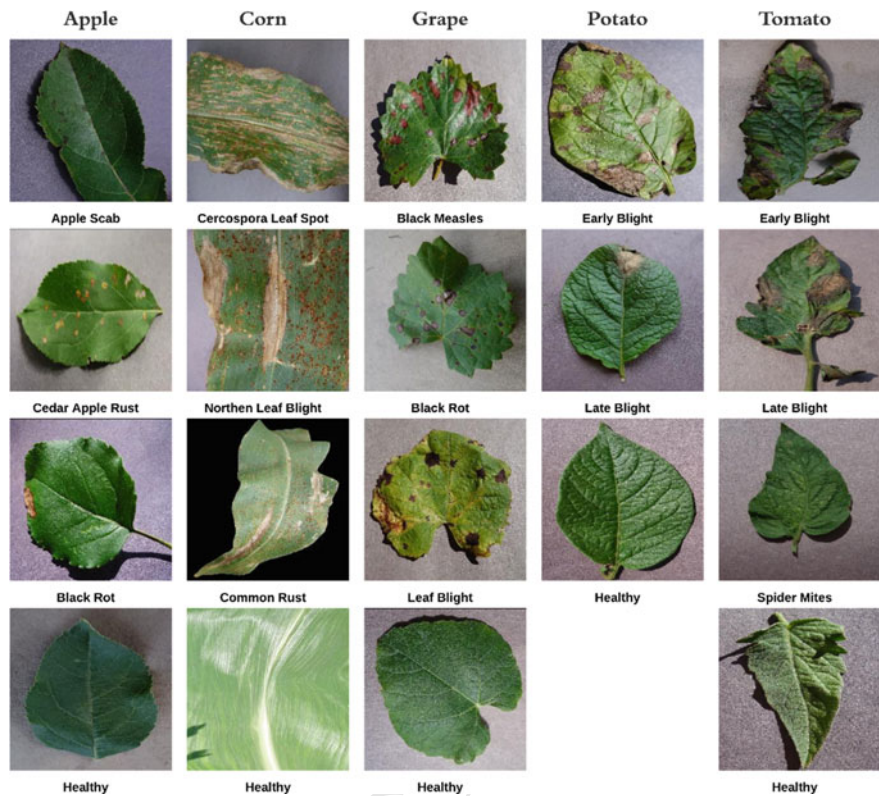 Apple Corn Grape Potato Tomato
Apple Scab Cercospora Leaf Spot Black Measles Early Blight Early Blight
Cedar Apple Rust Northen Leaf Blight Black Rot Late Blight Late Blight
Black Rot Common Rust Leaf Blight Healthy Spider Mites
Healthy Healthy Healthy Healthy